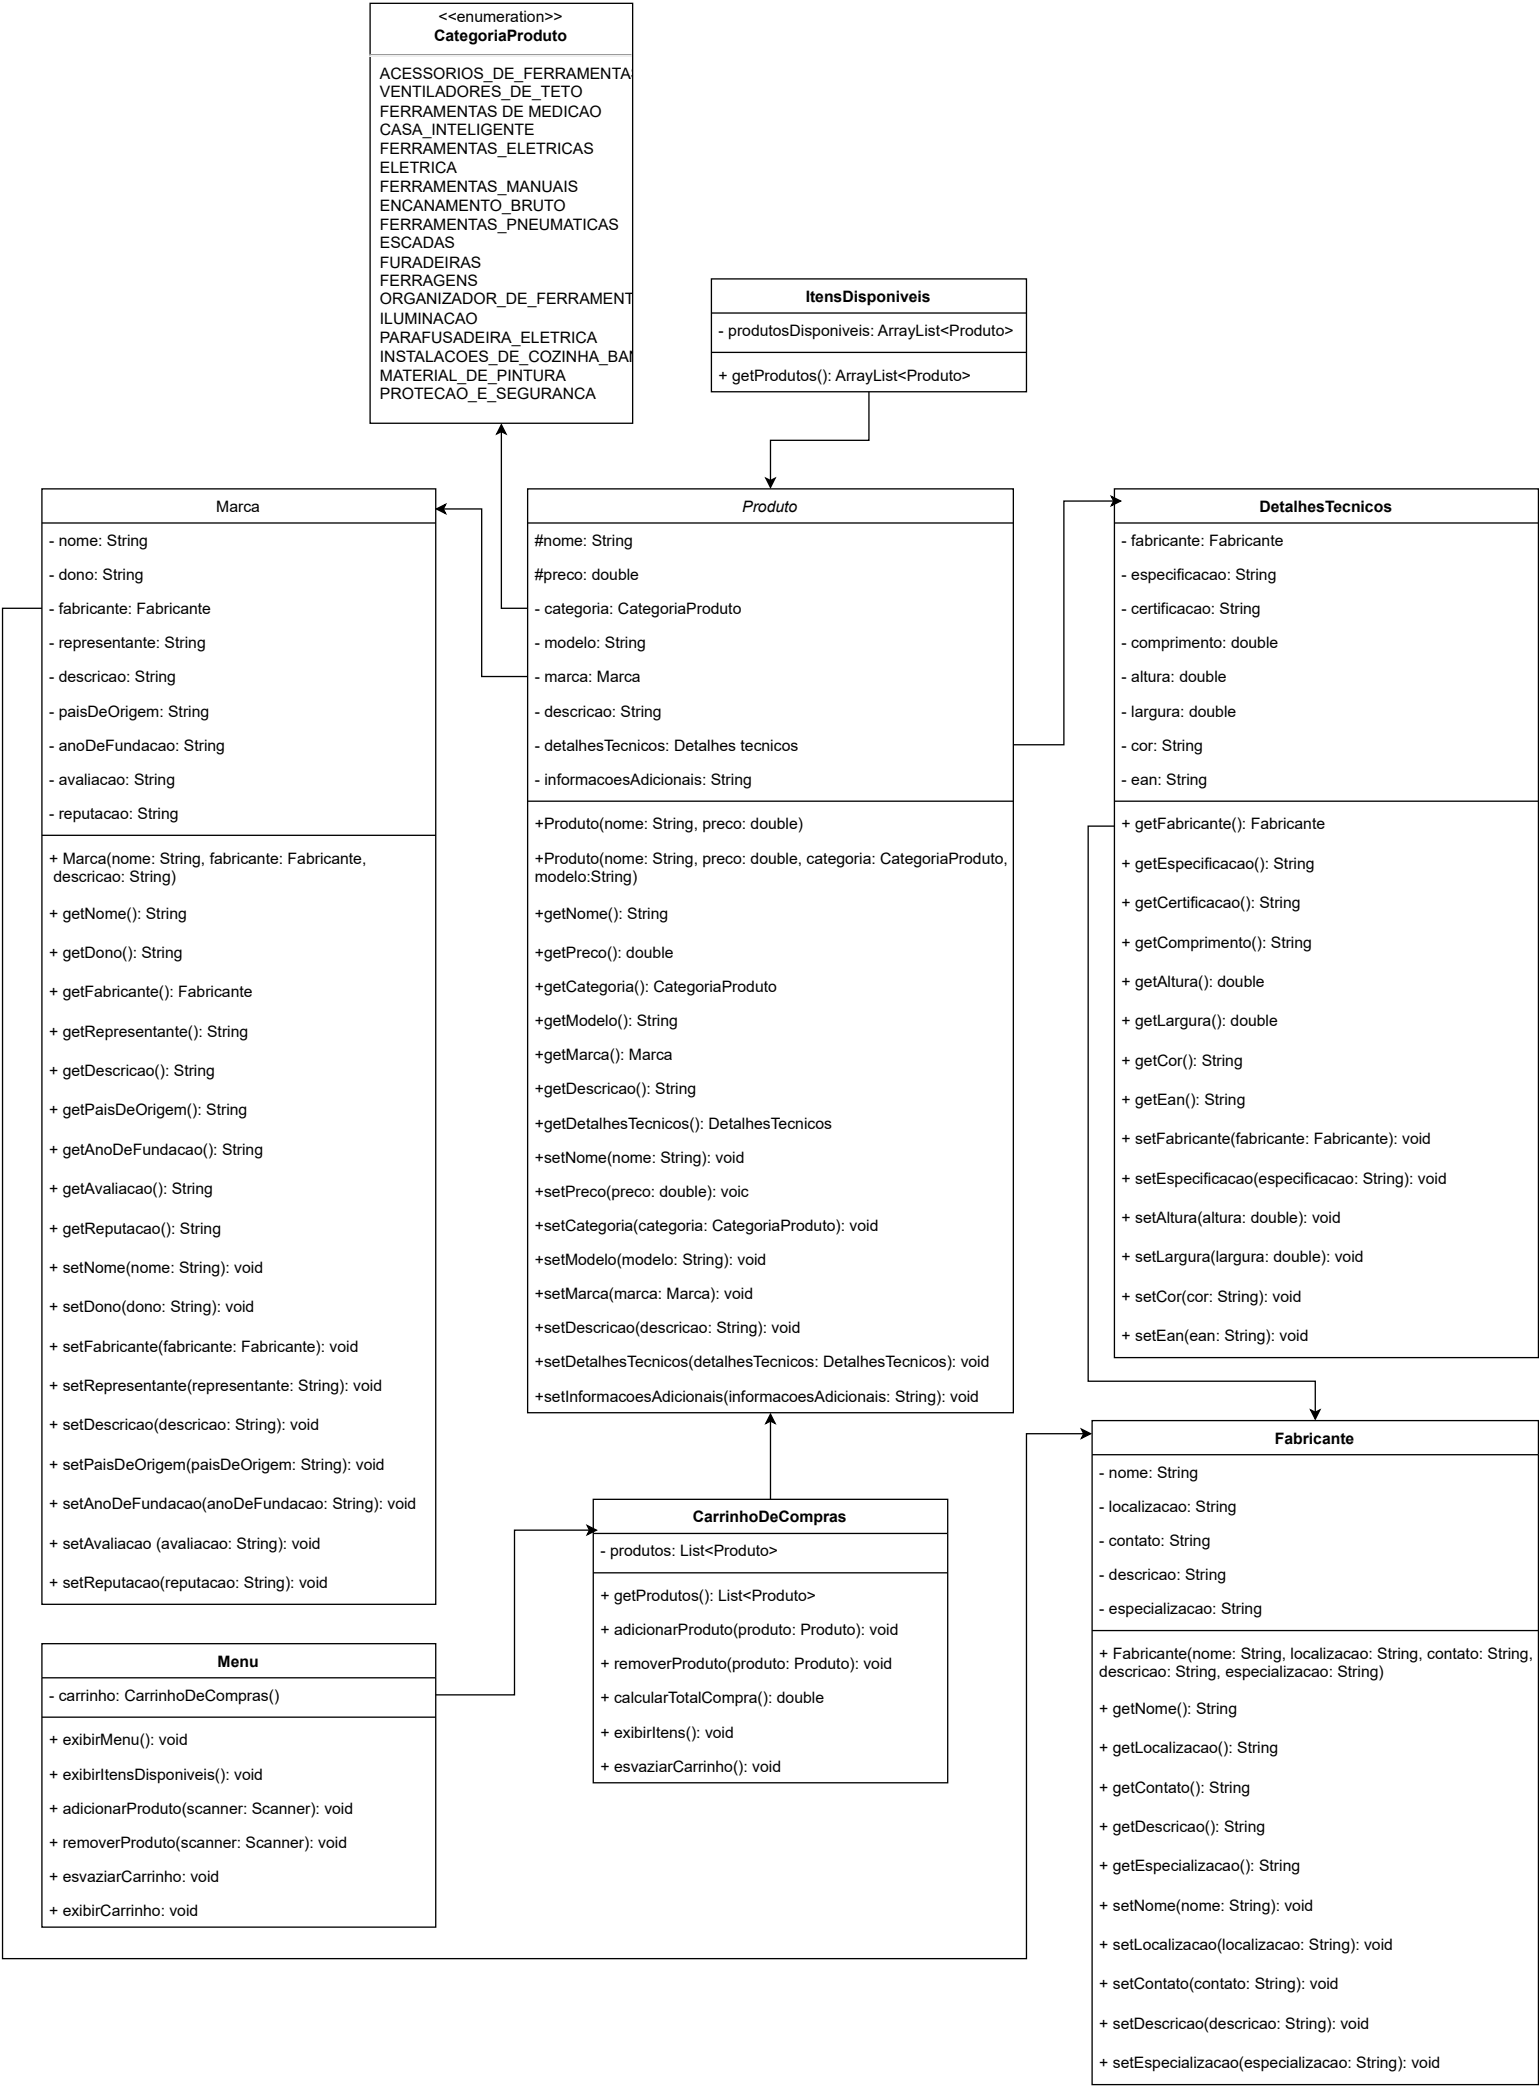 <<enumeration>>
CategoriaProduto
ACESSORIOS_DE_FERRAMENTAS
VENTILADORES_DE_TETO
FERRAMENTAS DE MEDICAO
CASA_INTELIGENTE
FERRAMENTAS_ELETRICAS
ELETRICA
FERRAMENTAS_MANUAIS
ENCANAMENTO_BRUTO
FERRAMENTAS_PNEUMATICAS
ESCADAS
FURADEIRAS
FERRAGENS
ORGANIZADOR_DE_FERRAMENT
ILUMINACAO
PARAFUSADEIRA_ELETRICA
INSTALACOES_DE_COZINHA_BAN
MATERIAL_DE_PINTURA
PROTECAO_E_SEGURANCA
ItensDisponiveis
- produtosDisponiveis: ArrayList<Produto>
+ getProdutos(): ArrayList<Produto>
Marca
- nome: String
- dono: String
- fabricante: Fabricante
- representante: String
- descricao: String
- paisDeOrigem: String
- anoDeFundacao: String
- avaliacao: String
- reputacao: String
+ Marca(nome: String, fabricante: Fabricante,
descricao: String)
+ getNome(): String
+ getDono(): String
+ getFabricante(): Fabricante
+ getRepresentante(): String
+ getDescricao(): String
+ getPaisDeOrigem(): String
+ getAnoDeFundacao(): String
+ getAvaliacao(): String
+ getReputacao(): String
+ setNome(nome: String): void
+ setDono(dono: String): void
+ setFabricante(fabricante: Fabricante): void
+ setRepresentante(representante: String): void
+ setDescricao(descricao: String): void
+ setPaisDeOrigem(paisDeOrigem: String): void
+ setAnoDeFundacao(anoDeFundacao: String): void
+ setAvaliacao (avaliacao: String): void
+ setReputacao(reputacao: String): void
Produto
#nome: String
#preco: double
- categoria: CategoriaProduto
- modelo: String
- marca: Marca
- descricao: String
- detalhesTecnicos: Detalhes tecnicos
- informacoesAdicionais: String
+Produto(nome: String, preco: double)
+Produto(nome: String, preco: double, categoria: CategoriaProduto,
modelo:String)
+getNome(): String
+getPreco(): double
+getCategoria(): CategoriaProduto
+getModelo(): String
+getMarca(): Marca
+getDescricao(): String
+getDetalhesTecnicos(): DetalhesTecnicos
+setNome(nome: String): void
+setPreco(preco: double): voic
+setCategoria(categoria: CategoriaProduto): void
+setModelo(modelo: String): void
+setMarca(marca: Marca): void
+setDescricao(descricao: String): void
+setDetalhesTecnicos(detalhesTecnicos: DetalhesTecnicos): void
+setInformacoesAdicionais(informacoesAdicionais: String): void
DetalhesTecnicos
- fabricante: Fabricante
- especificacao: String
- certificacao: String
- comprimento: double
- altura: double
- largura: double
- cor: String
- ean: String
+ getFabricante(): Fabricante
+ getEspecificacao(): String
+ getCertificacao(): String
+ getComprimento(): String
+ getAltura(): double
+ getLargura(): double
+ getCor(): String
+ getEan(): String
+ setFabricante(fabricante: Fabricante): void
+ setEspecificacao(especificacao: String): void
+ setAltura(altura: double): void
+ setLargura(largura: double): void
+ setCor(cor: String): void
+ setEan(ean: String): void
CarrinhoDeCompras
- produtos: List<Produto>
+ getProdutos(): List<Produto>
+ adicionarProduto(produto: Produto): void
+ removerProduto(produto: Produto): void
+ calcularTotalCompra(): double
+ exibirItens(): void
+ esvaziarCarrinho(): void
Menu
- carrinho: CarrinhoDeCompras()
+ exibirMenu(): void
+ exibirItensDisponiveis(): void
+ adicionarProduto(scanner: Scanner): void
+ removerProduto(scanner: Scanner): void
+ esvaziarCarrinho: void
+ exibirCarrinho: void
Fabricante
- nome: String
- localizacao: String
- contato: String
- descricao: String
- especializacao: String
+ Fabricante(nome: String, localizacao: String, contato: String,
descricao: String, especializacao: String)
+ getNome(): String
+ getLocalizacao(): String
+ getContato(): String
+ getDescricao(): String
+ getEspecializacao(): String
+ setNome(nome: String): void
+ setLocalizacao(localizacao: String): void
+ setContato(contato: String): void
+ setDescricao(descricao: String): void
+ setEspecializacao(especializacao: String): void